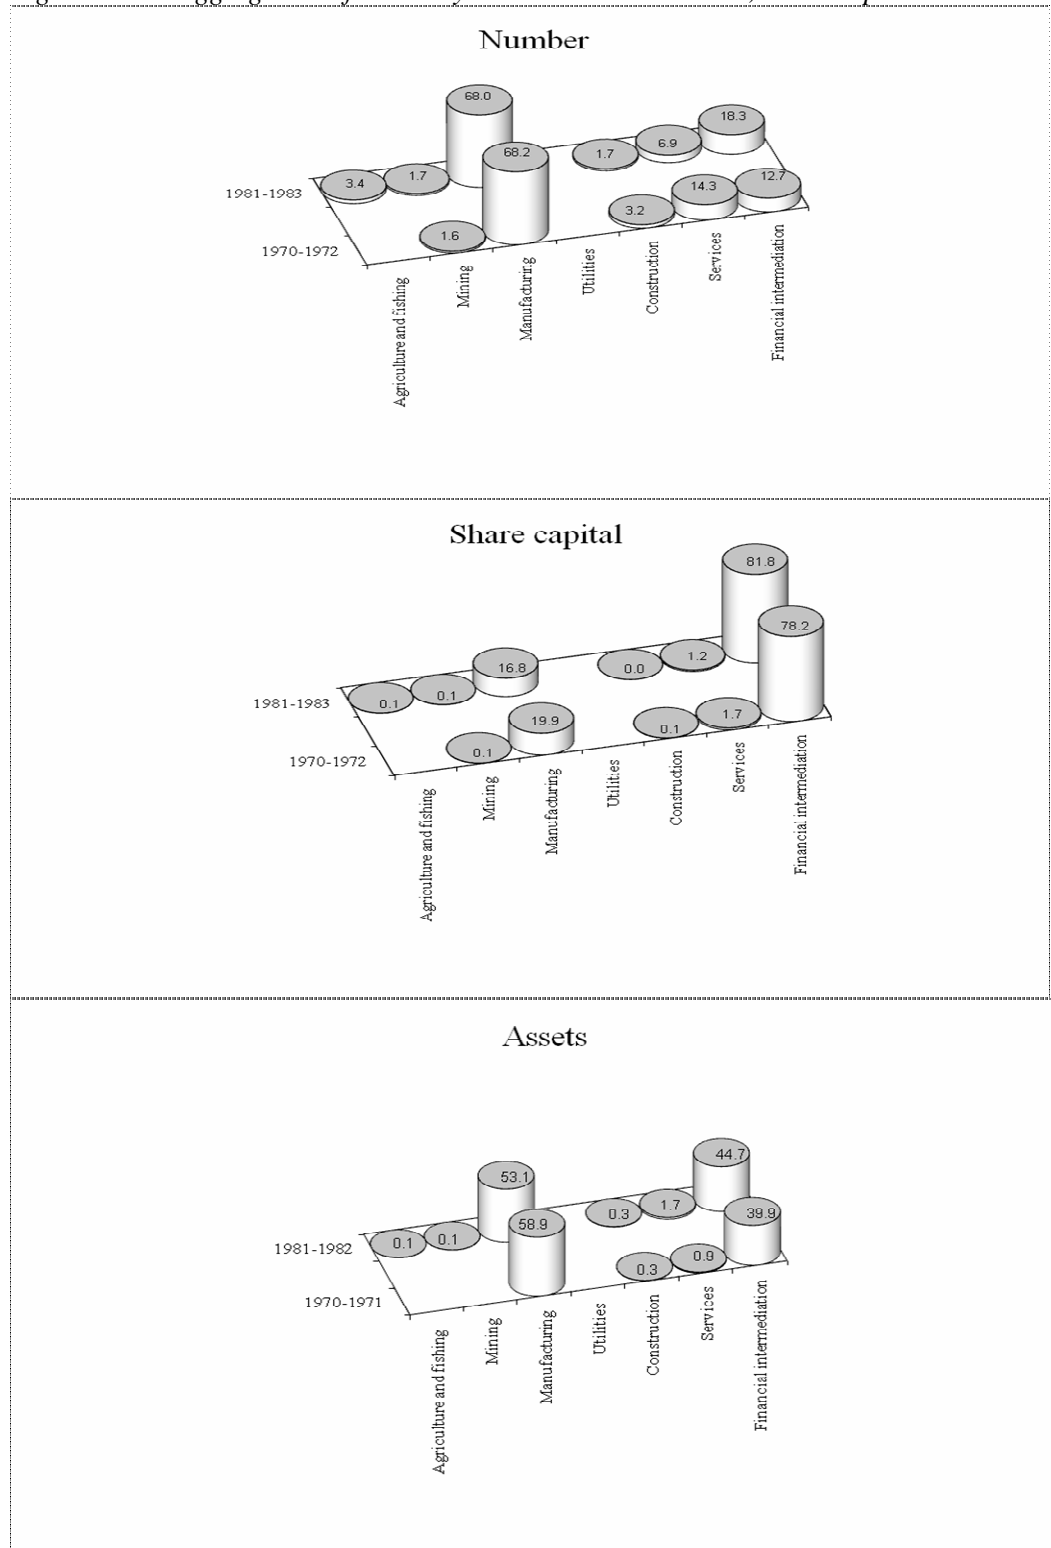 Number
68.0
18.3
68.2
6.9
1.7
1.7
3.4
12.7
14.3
1981-1983
3.2
1.6
1970-1972
Agriculture and fishing
Mining
Manufacturing
Utilities
Construction
Services
Financial intermediation
Share capital
81.8
78.2
1.2
0.0
16.8
0.1
0.1
1981-1983
1.7
0.1
19.9
0.1
1970-1972
Agriculture and fishing
Mining
Manufacturing
Utilities
Construction
Services
Financial intermediation
Assets
44.7
53.1
1.7
0.3
39.9
58.9
0.1
0.1
1981-1982
0.9
0.3
1970-1971
Agriculture and fishing
Mining
Manufacturing
Utilities
Construction
Services
Financial intermediation